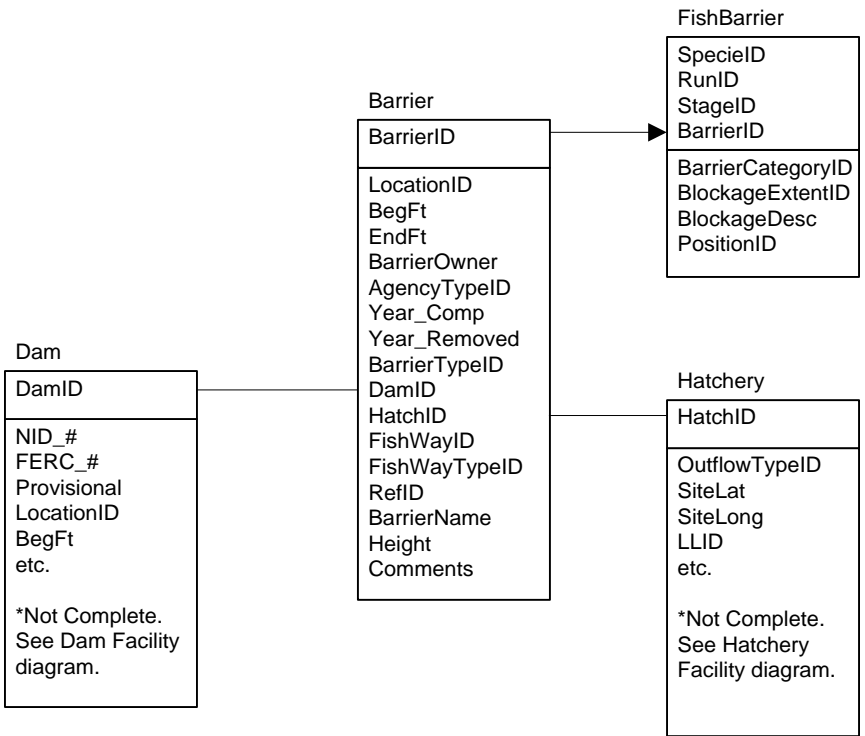 FishBarrier
SpecieID
RunID
StageID
BarrierID
BarrierCategoryID
BlockageExtentID
BlockageDesc
PositionID
Barrier
BarrierID
LocationID
BegFt
EndFt
BarrierOwner
AgencyTypeID
Year_Comp
Year_Removed
BarrierTypeID
DamID
HatchID
FishWayID
FishWayTypeID
RefID
BarrierName
Height
Comments
Dam
DamID
NID_#
FERC_#
Provisional
LocationID
BegFt
etc.
*Not Complete.
See Dam Facility
diagram.
Hatchery
HatchID
OutflowTypeID
SiteLat
SiteLong
LLID
etc.
*Not Complete.
See Hatchery
Facility diagram.